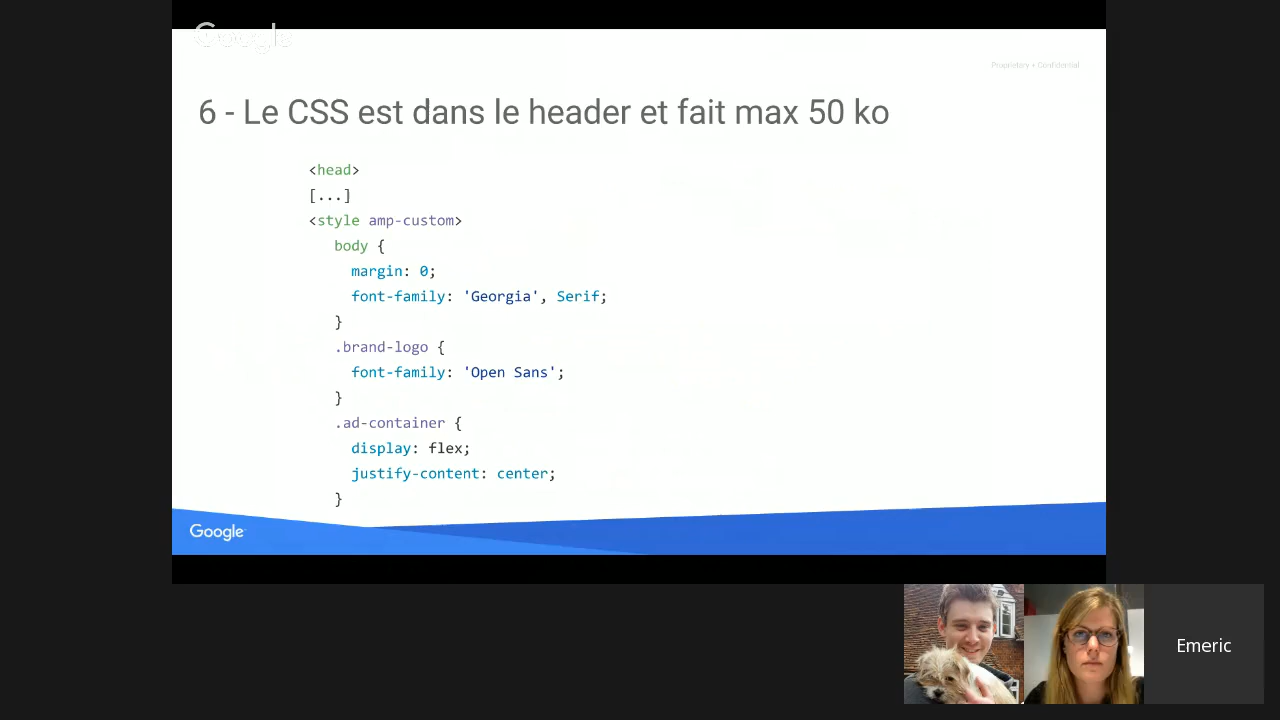 Google
Proprietary + Confidential
6 - Le CSS est dans le header et fait max 50 ko
<head>
[...]
<style amp-custom>
body {
margin: 0;
font-family: 'Georgia', Serif;
}
.brand-logo {
font-family: 'Open Sans';
}
.ad-container {
display: flex;
justify-content: center;
}
Google
Emeric